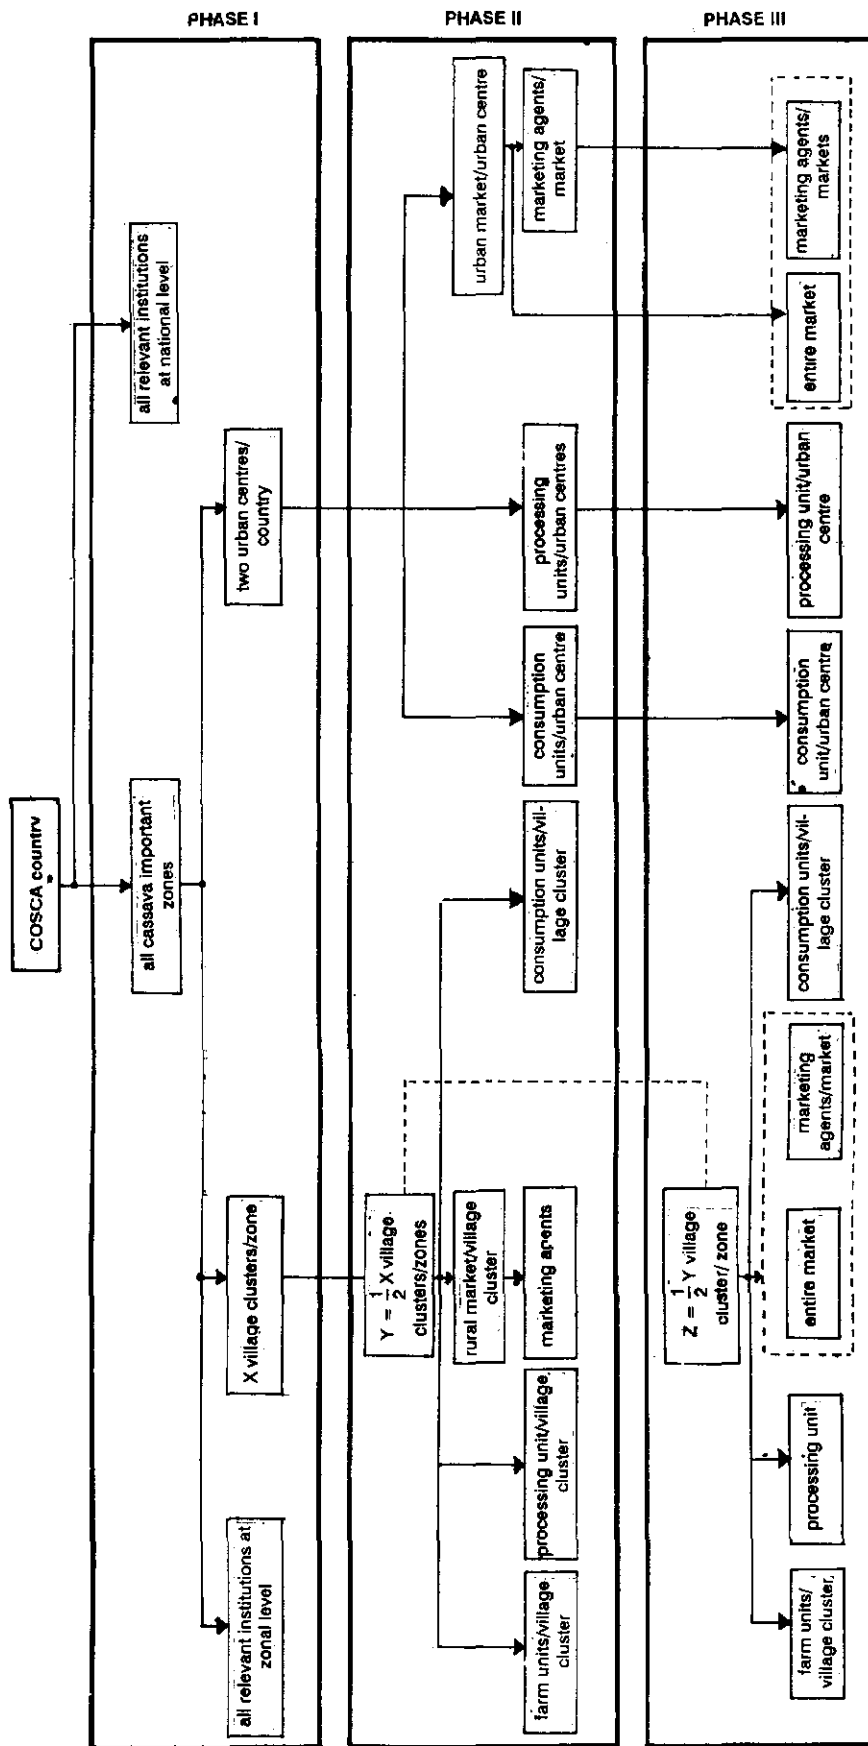 PHASE I
PHASE II
PHASE III
COSCA country
all relevant institutions
at national level
all cassava important
zones
two urban centres/
country
X village clusters/zone
all relevant institutions at
zonal level
urban market/urban centre
marketing agents/
market
processing
units/urban centres
consumption
units/urban centre
consumption units/vil-
lage cluster
Y = 1/2 X village
clusters/zones
rural market/village
cluster
marketing agents
processing unit/village
cluster
farm units/village
cluster
marketing agents/
markets
entire market
processing unit/urban
centre
consumption
unit/urban centre
consumption units/vil-
lage cluster
Z = 1/2 Y village
cluster/ zone
marketing
agents/market
entire market
processing unit
farm units/
village cluster